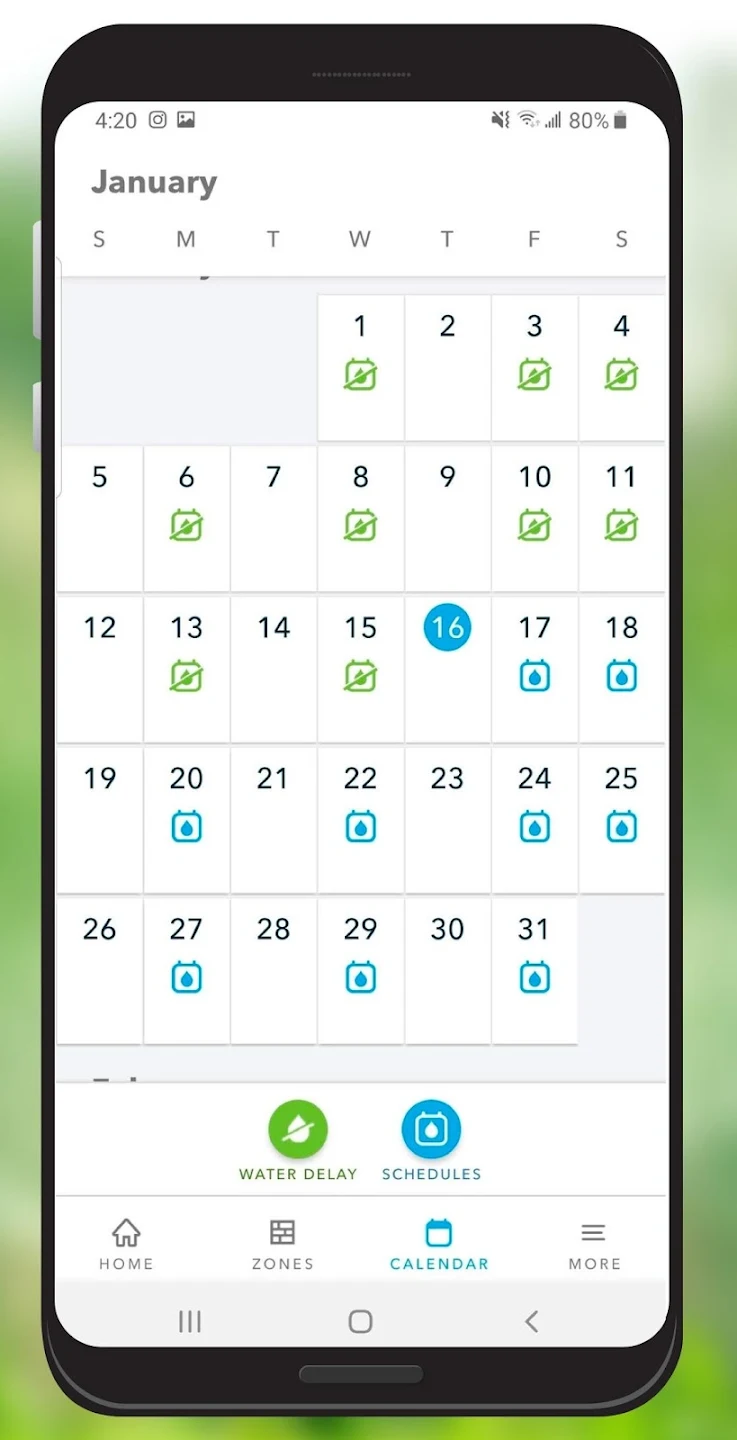 4:20 80%
January
S M T W T F S
1 2 3 4
5 6 7 8 9 10 11
12 13 14 15 16 17 18
19 20 21 22 23 24 25
26 27 28 29 30 31
WATER DELAY SCHEDULES
HOME ZONES CALENDAR MORE